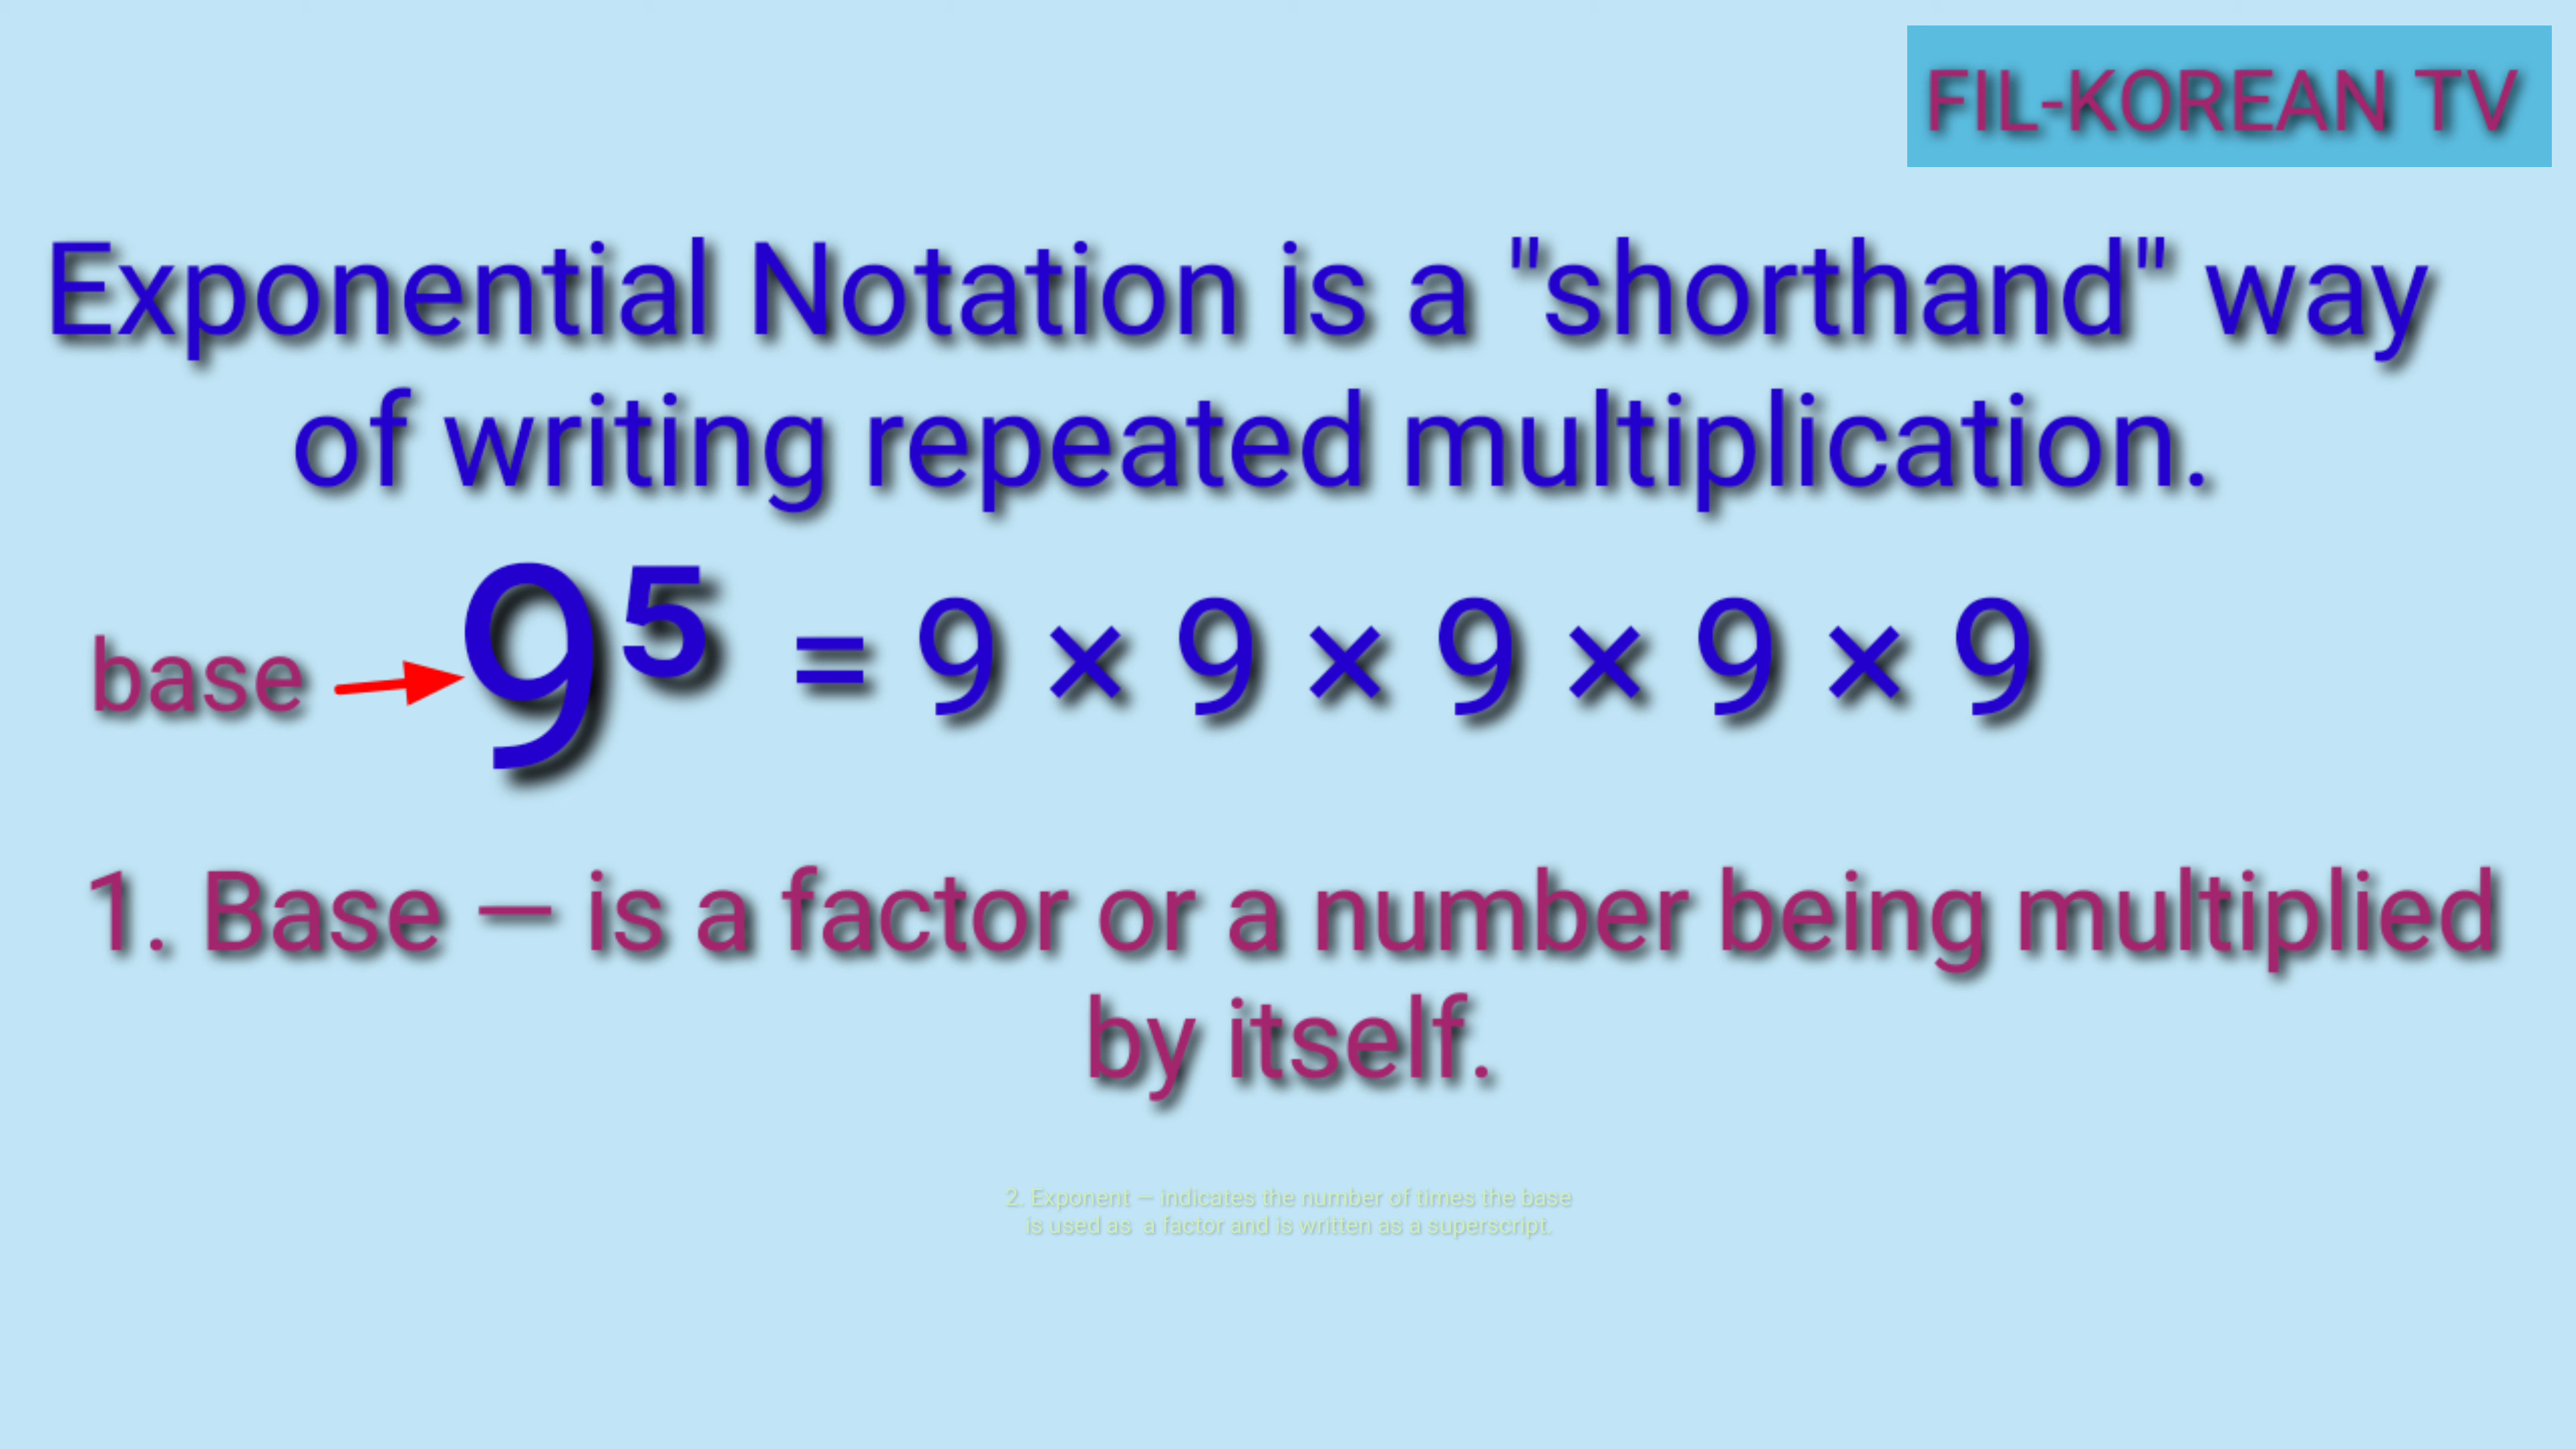 FIL-KOREAN TV
Exponential Notation is a "shorthand" way
of writing repeated multiplication.
base 9⁵ = 9 × 9 × 9 × 9 × 9
1. Base — is a factor or a number being multiplied
by itself.
2. Exponent — indicates the number of times the base
is used as a factor and is written as a superscript.